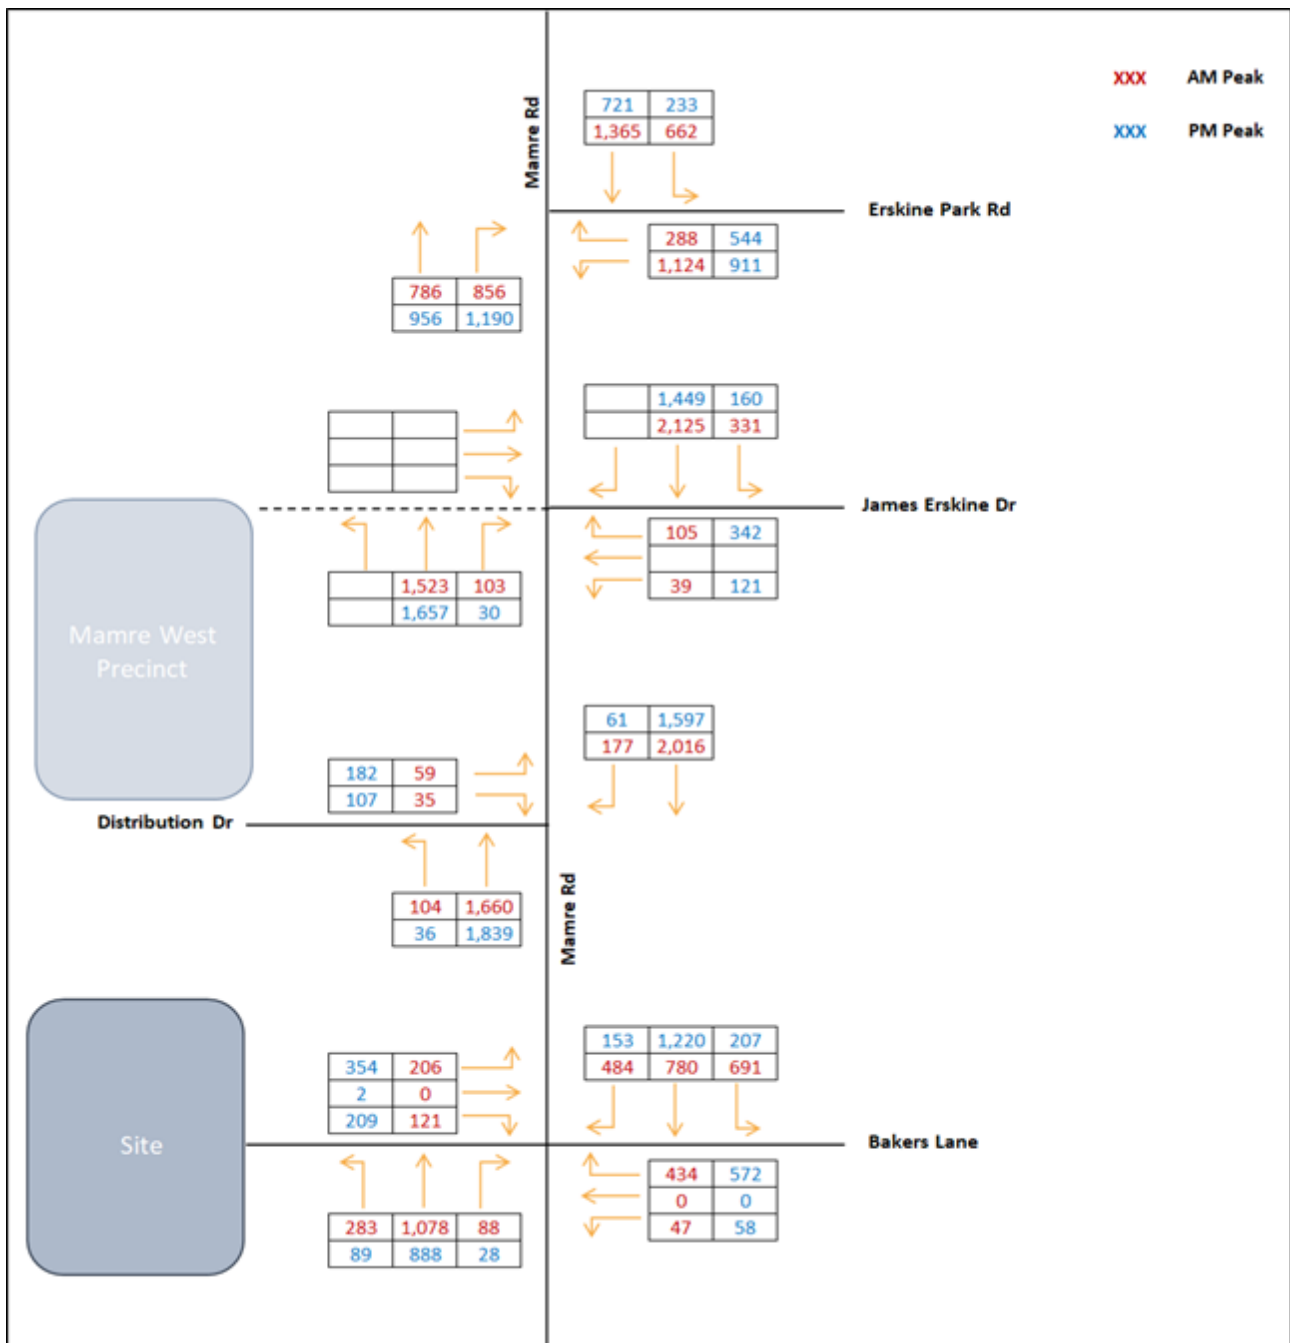 XXX AM Peak
XXX PM Peak
Mamre Rd
721 233
1,365 662
Erskine Park Rd
288 544
1,124 911
786 856
956 1,190
1,449 160
2,125 331
James Erskine Dr
105 342
39 121
1,523 103
1,657 30
Mamre West
Precinct
61 1,597
177 2,016
182 59
107 35
Distribution Dr
104 1,660
36 1,839
Mamre Rd
153 1,220 207
484 780 691
354 206
2 0
209 121
Site
Bakers Lane
434 572
0 0
47 58
283 1,078 88
89 888 28